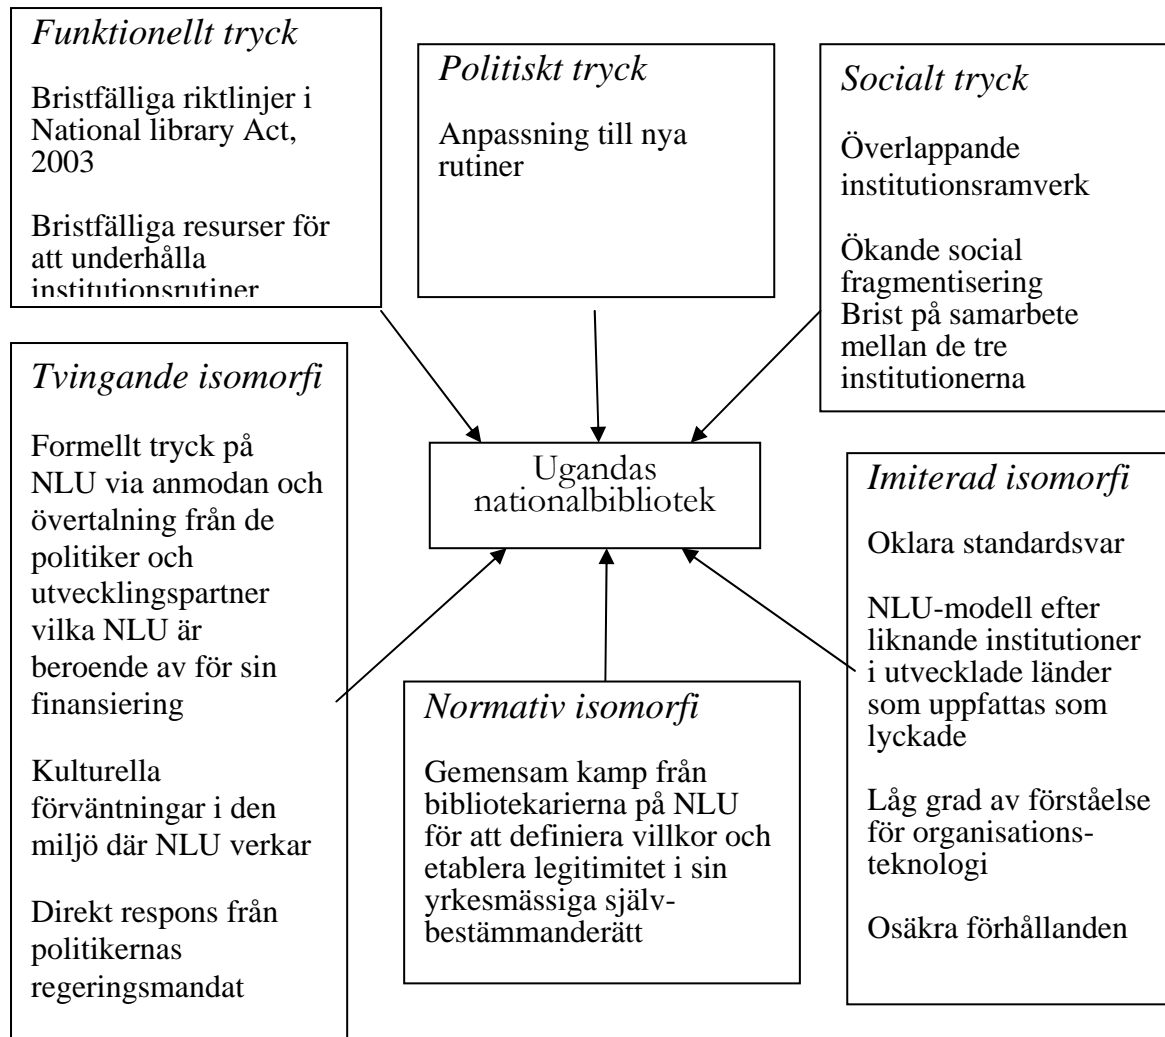 Funktionellt tryck
Bristfälliga riktlinjer i
National library Act,
2003
Bristfälliga resurser för
att underhålla
institutionsrutiner
Politiskt tryck
Anpassning till nya
rutiner
Socialt tryck
Överlappande
institutionsramverk
Ökande social
fragmentisering
Brist på samarbete
mellan de tre
institutionerna
Tvingande isomorfi
Formellt tryck på
NLU via anmodan och
övertalning från de
politiker och
utvecklingspartner
vilka NLU är
beroende av för sin
finansiering
Kulturella
förväntningar i den
miljö där NLU verkar
Direkt respons från
politikernas
regeringsmandat
Ugandas
nationalbibliotek
Normativ isomorfi
Gemensam kamp från
bibliotekarierna på NLU
för att definiera villkor och
etablera legitimitet i sin
yrkesmässiga själv-
bestämmanderätt
Imiterad isomorfi
Oklara standardsvar
NLU-modell efter
liknande institutioner
i utvecklade länder
som uppfattas som
lyckade
Låg grad av förståelse
för organisations-
teknologi
Osäkra förhållanden